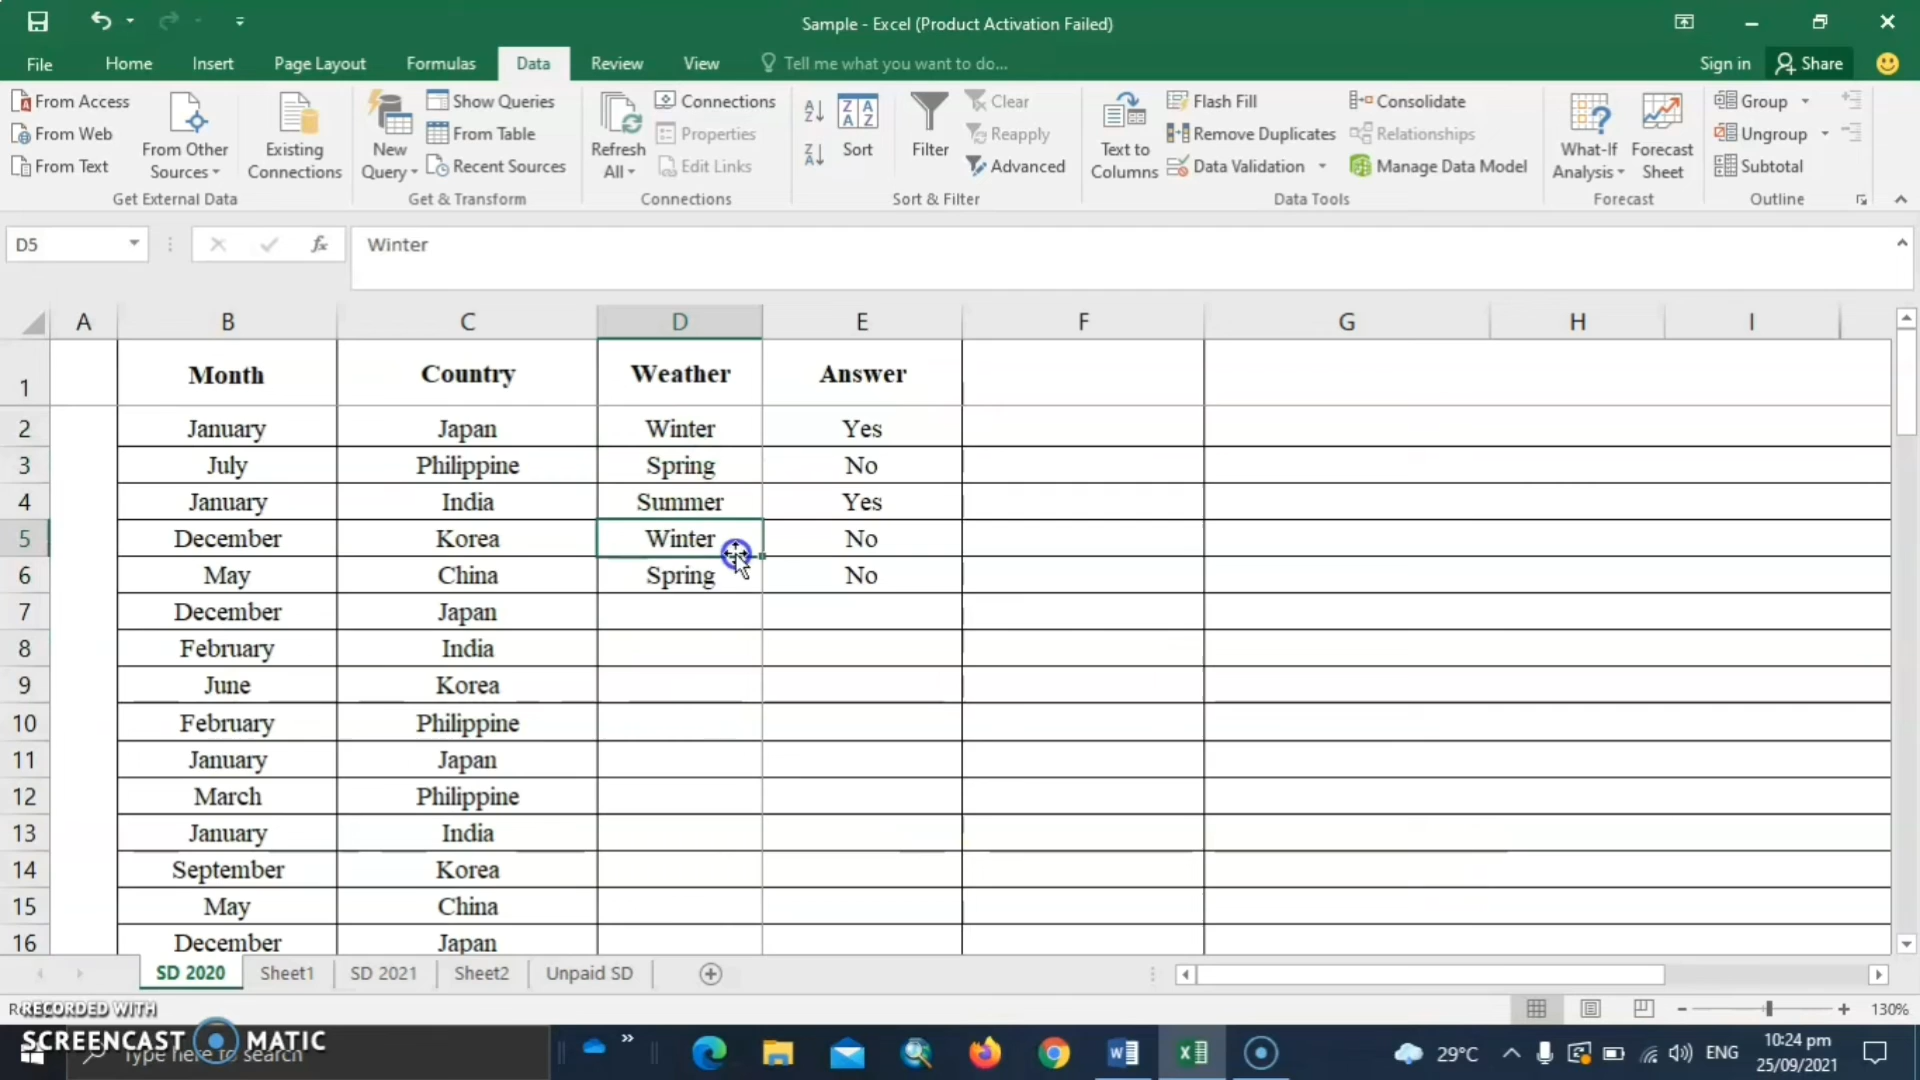 Sample - Excel (Product Activation Failed)
File Home Insert Page Layout Formulas Data Review View Tell me what you want to do... Sign in Share
From Access
From Web
From Text
From Other Sources
Existing Connections
Get External Data
New Query
Show Queries
From Table
Recent Sources
Get & Transform
Refresh All
Connections
Properties
Edit Links
Connections
Sort
Filter
Clear
Reapply
Advanced
Sort & Filter
Text to Columns
Flash Fill
Remove Duplicates
Data Validation
Consolidate
Relationships
Manage Data Model
Data Tools
What-If Analysis
Forecast Sheet
Forecast
Group
Ungroup
Subtotal
Outline
D5 fx Winter
A B C D E F G H I
1 Month Country Weather Answer
2 January Japan Winter Yes
3 July Philippine Spring No
4 January India Summer Yes
5 December Korea Winter No
6 May China Spring No
7 December Japan
8 February India
9 June Korea
10 February Philippine
11 January Japan
12 March Philippine
13 January India
14 September Korea
15 May China
16 December Japan
SD 2020 Sheet1 SD 2021 Sheet2 Unpaid SD
RECORDED WITH
130%
SCREENCAST MATIC
Type here to search
29°C ENG 10:24 pm
25/09/2021